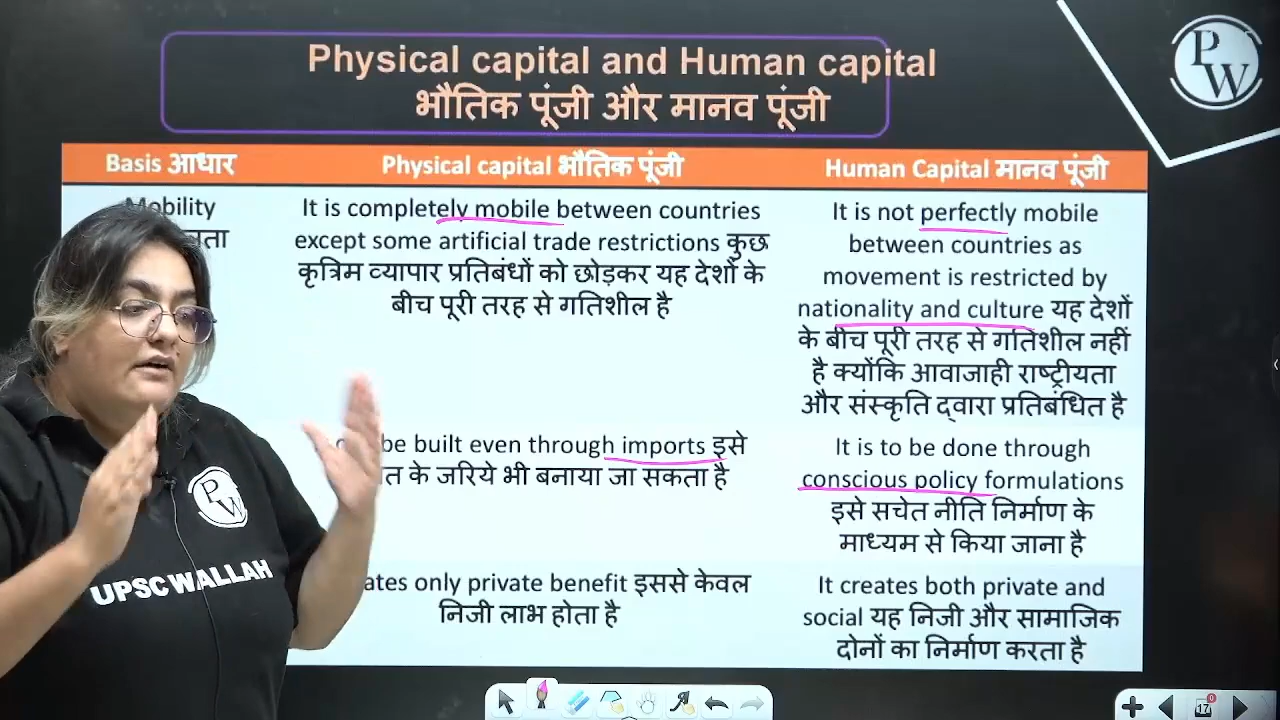 Physical capital and Human capital
भौतिक पूंजी और मानव पूंजी
PW
Basis आधार
Physical capital भौतिक पूंजी
Human Capital मानव पूंजी
Mobility
It is completely mobile between countries
except some artificial trade restrictions कुछ
कृत्रिम व्यापार प्रतिबंधों को छोड़कर यह देशों के
बीच पूरी तरह से गतिशील है
It is not perfectly mobile
between countries as
movement is restricted by
nationality and culture यह देशों
के बीच पूरी तरह से गतिशील नहीं
है क्योंकि आवाजाही राष्ट्रीयता
और संस्कृति द्वारा प्रतिबंधित है
be built even through imports इसे
के जरिये भी बनाया जा सकता है
It is to be done through
conscious policy formulations
इसे सचेत नीति निर्माण के
माध्यम से किया जाना है
only private benefit इससे केवल
निजी लाभ होता है
It creates both private and
social यह निजी और सामाजिक
दोनों का निर्माण करता है
PW
UPSC WALLAH
17